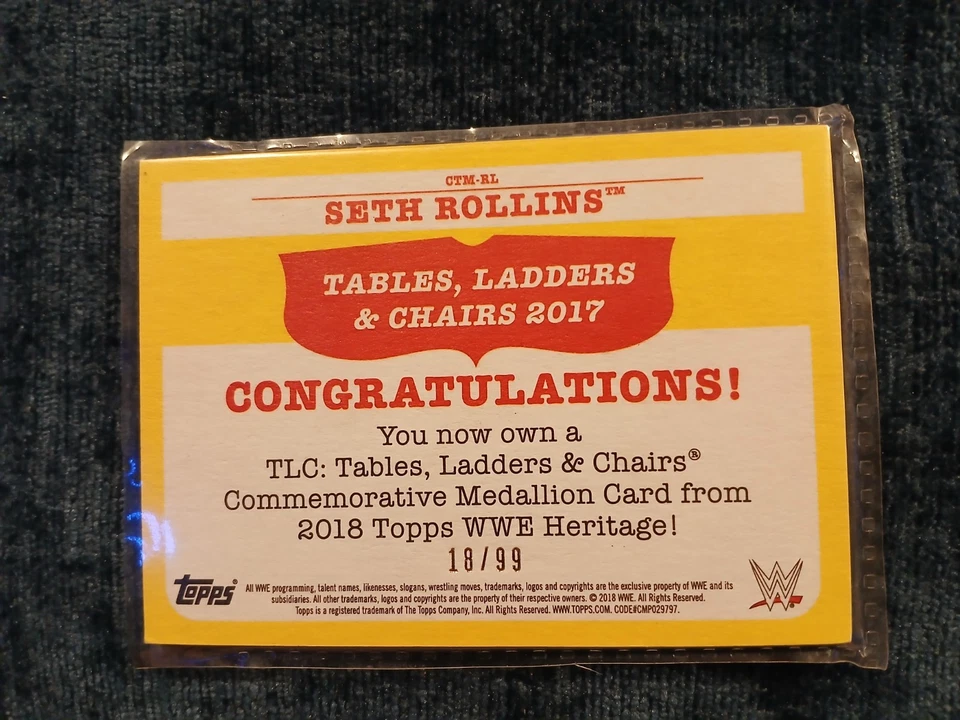 CTM-RL
SETH ROLLINS™
TABLES, LADDERS
& CHAIRS 2017
CONGRATULATIONS!
You now own a
TLC: Tables, Ladders & Chairs®
Commemorative Medallion Card from
2018 Topps WWE Heritage!
18/99
topps®
All WWE programming, talent names, likenesses, slogans, wrestling moves, trademarks, logos and copyrights are the exclusive property of WWE and its
subsidiaries. All other trademarks, logos and copyrights are the property of their respective owners. © 2018 WWE. All Rights Reserved.
Topps is a registered trademark of The Topps Company, Inc. All Rights Reserved. WWW.TOPPS.COM. CODE#CMP029797.
W